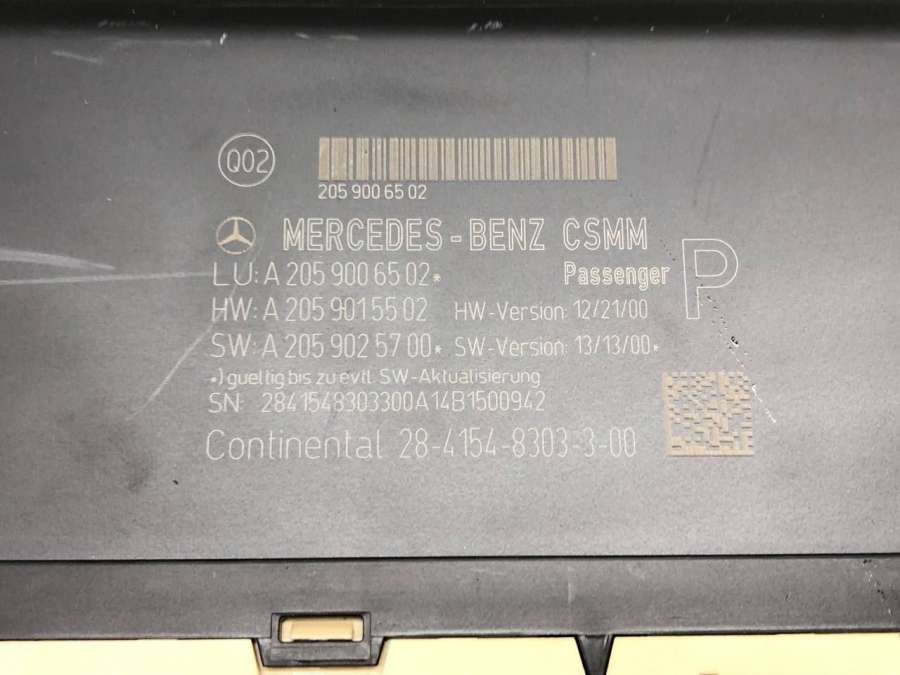 Q02
205 900 65 02
MERCEDES-BENZ CSMM
LU: A 205 900 65 02*
Passenger
P
HW: A 205 901 55 02 HW-Version: 12/21/00
SW: A 205 902 57 00* SW-Version: 13/13/00*
*) gueltig bis zu evtl. SW-Aktualisierung
SN: 2841548303300A14B1500942
Continental 28-4154-8303-3-00